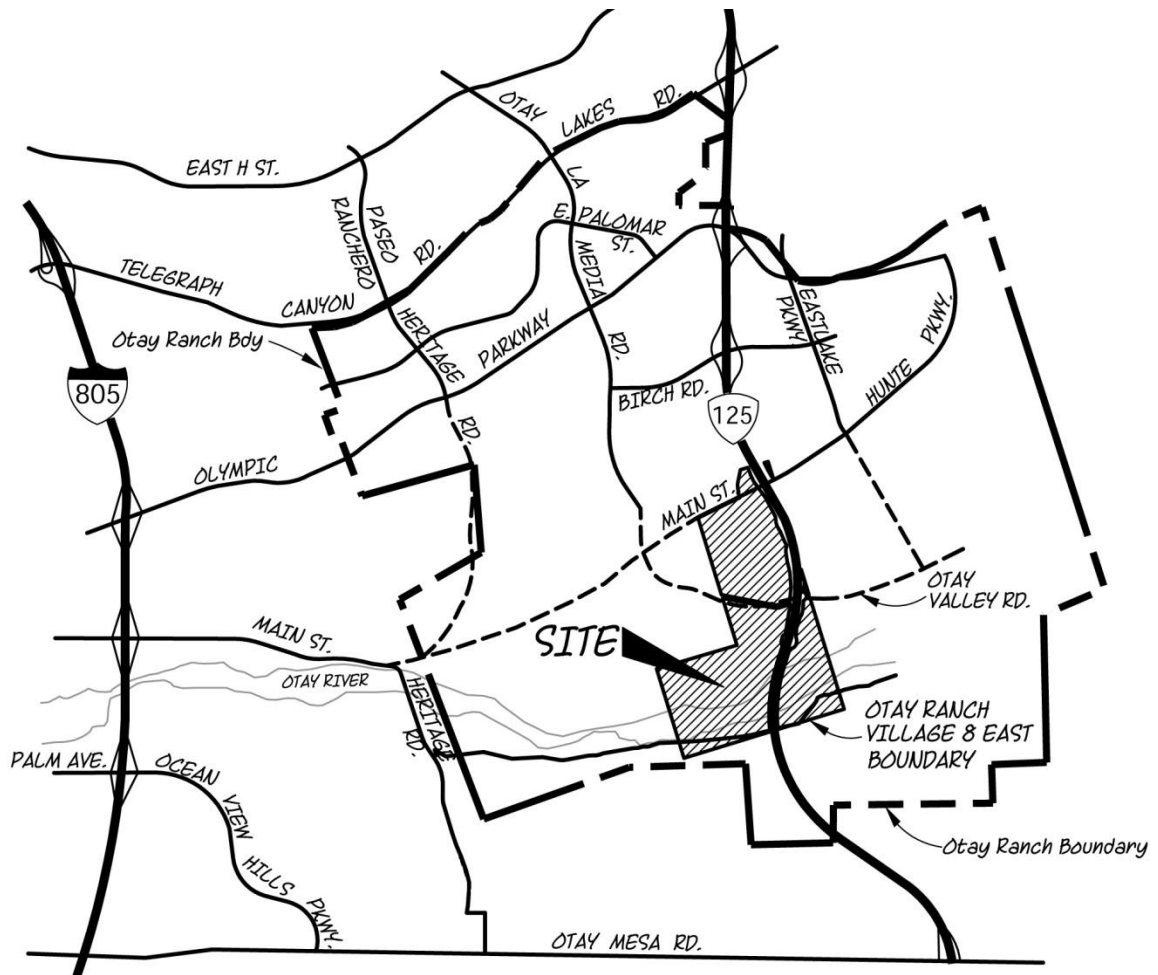 OTAY
LAKES
RD.
EAST H ST.
LA
PASEO
RANCHERO
E. PALOMAR
ST.
MEDIA
RD.
TELEGRAPH
CANYON
RD.
EASTLAKE
PKWY.
HUNTE
PKWY.
Otay Ranch Bdy
HERITAGE
RD.
PARKWAY
BIRCH RD.
805
125
OLYMPIC
MAIN ST.
OTAY
VALLEY RD.
MAIN ST.
SITE
OTAY RIVER
HERITAGE
RD.
OTAY RANCH
VILLAGE 8 EAST
BOUNDARY
PALM AVE.
OCEAN
VIEW
HILLS
PKWY.
Otay Ranch Boundary
OTAY MESA RD.